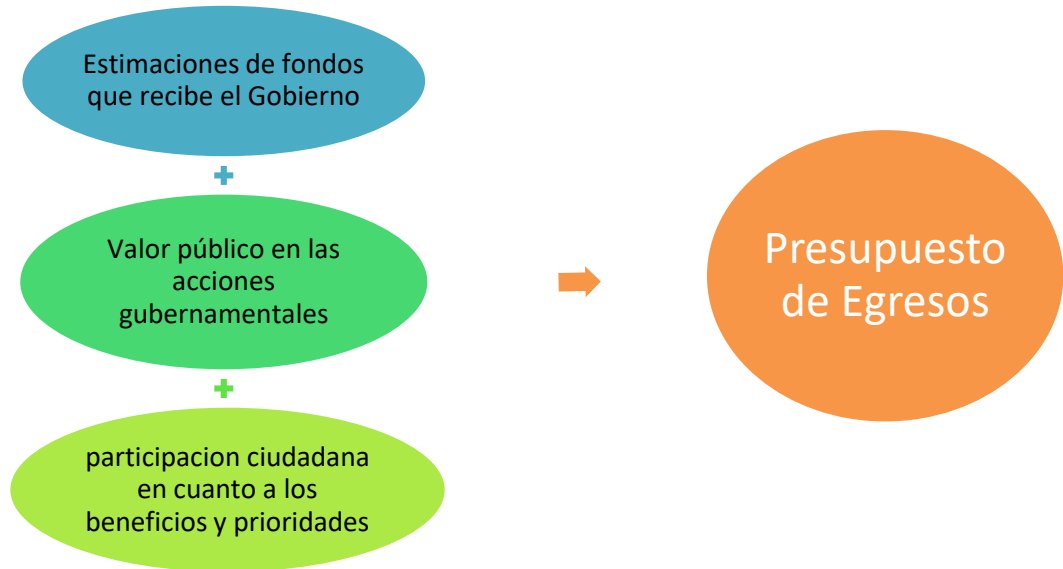 Estimaciones de fondos
que recibe el Gobierno
Valor público en las
acciones
gubernamentales
participacion ciudadana
en cuanto a los
beneficios y prioridades
Presupuesto
de Egresos